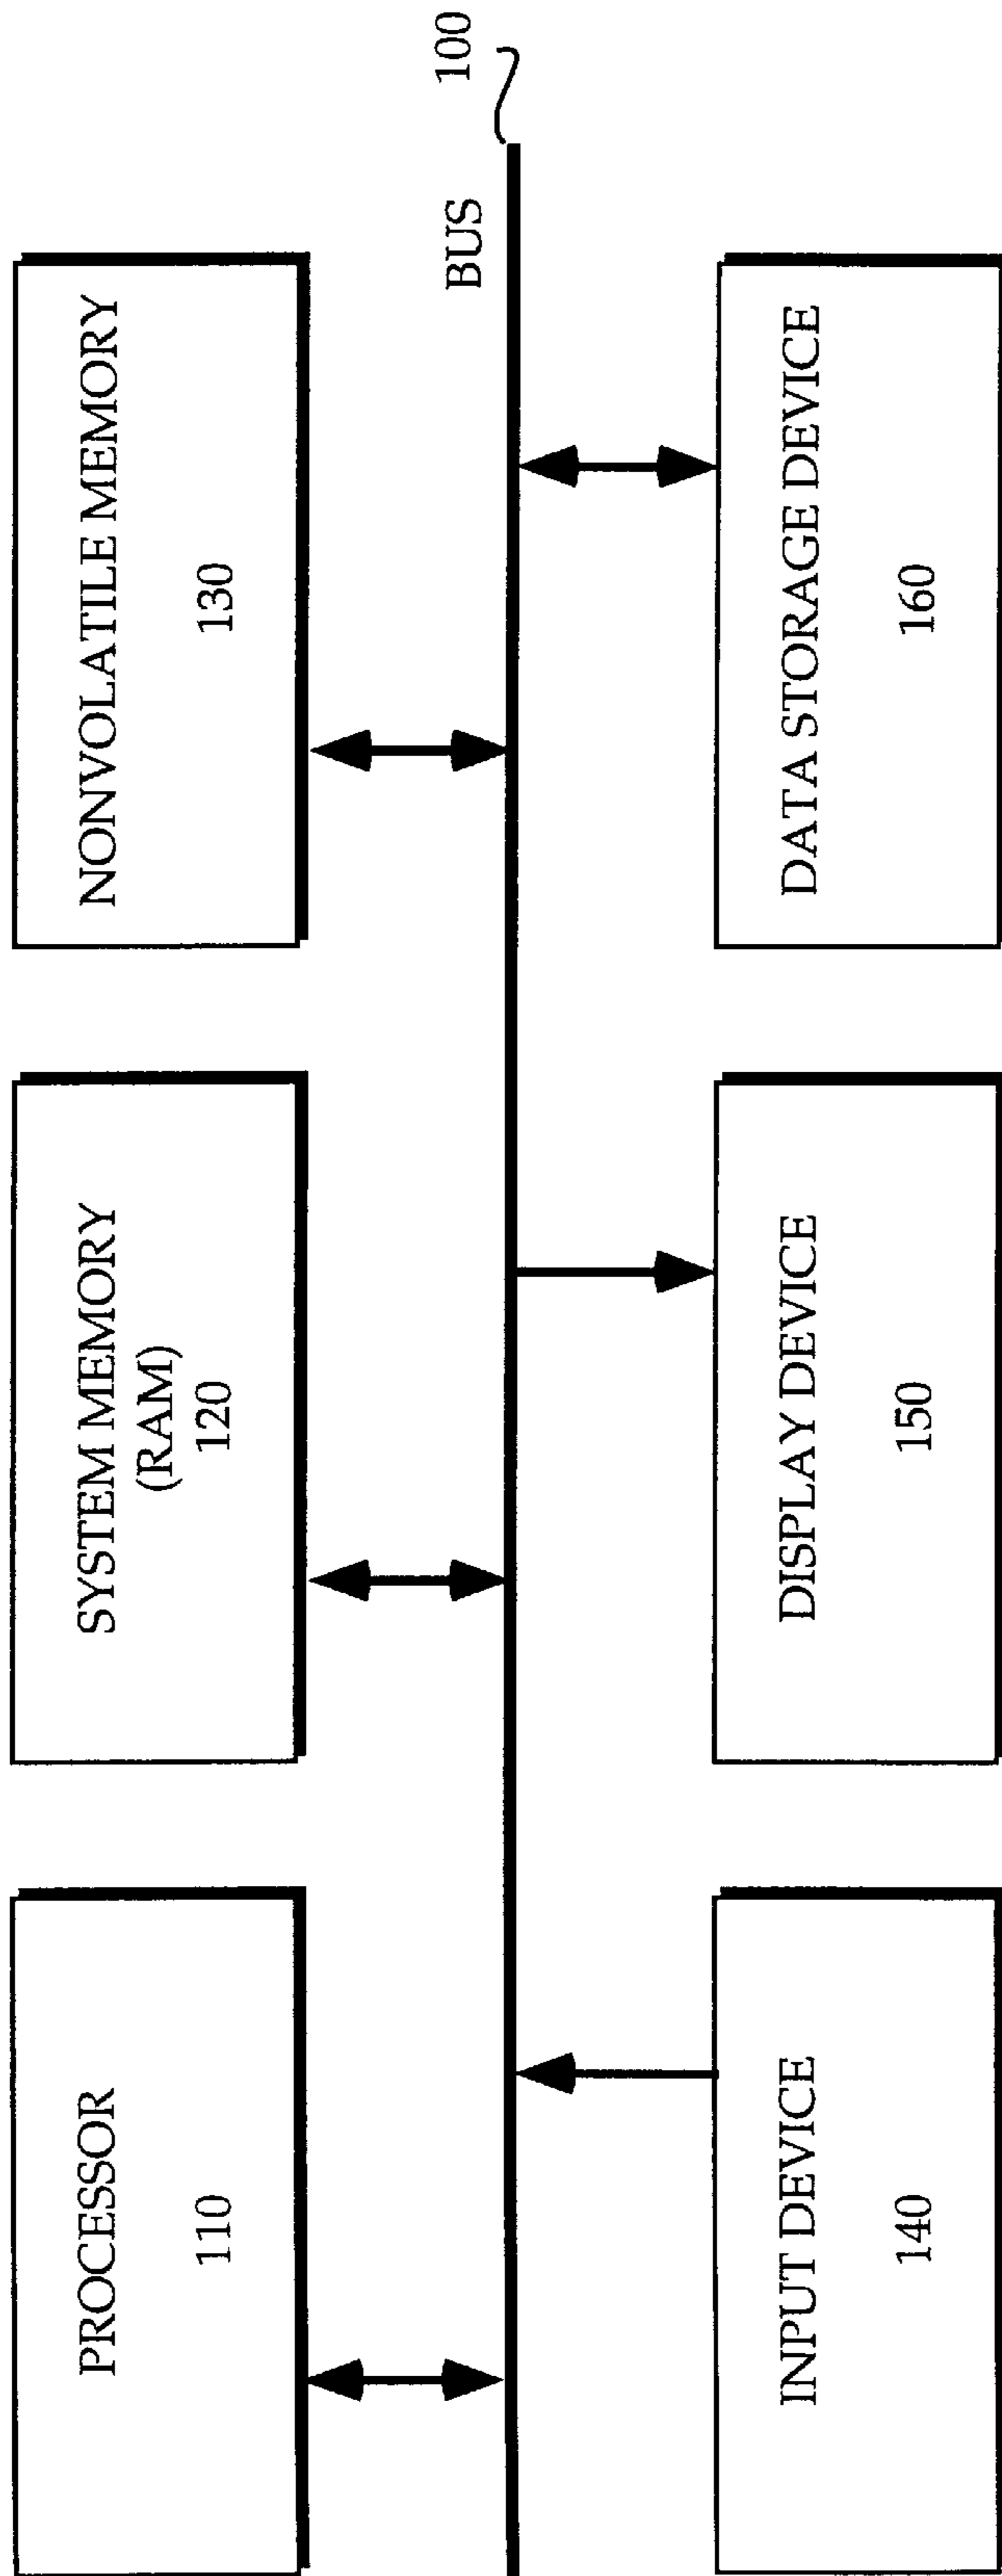 PROCESSOR
110
SYSTEM MEMORY
(RAM)
120
NONVOLATILE MEMORY
130
BUS
100
INPUT DEVICE
140
DISPLAY DEVICE
150
DATA STORAGE DEVICE
160